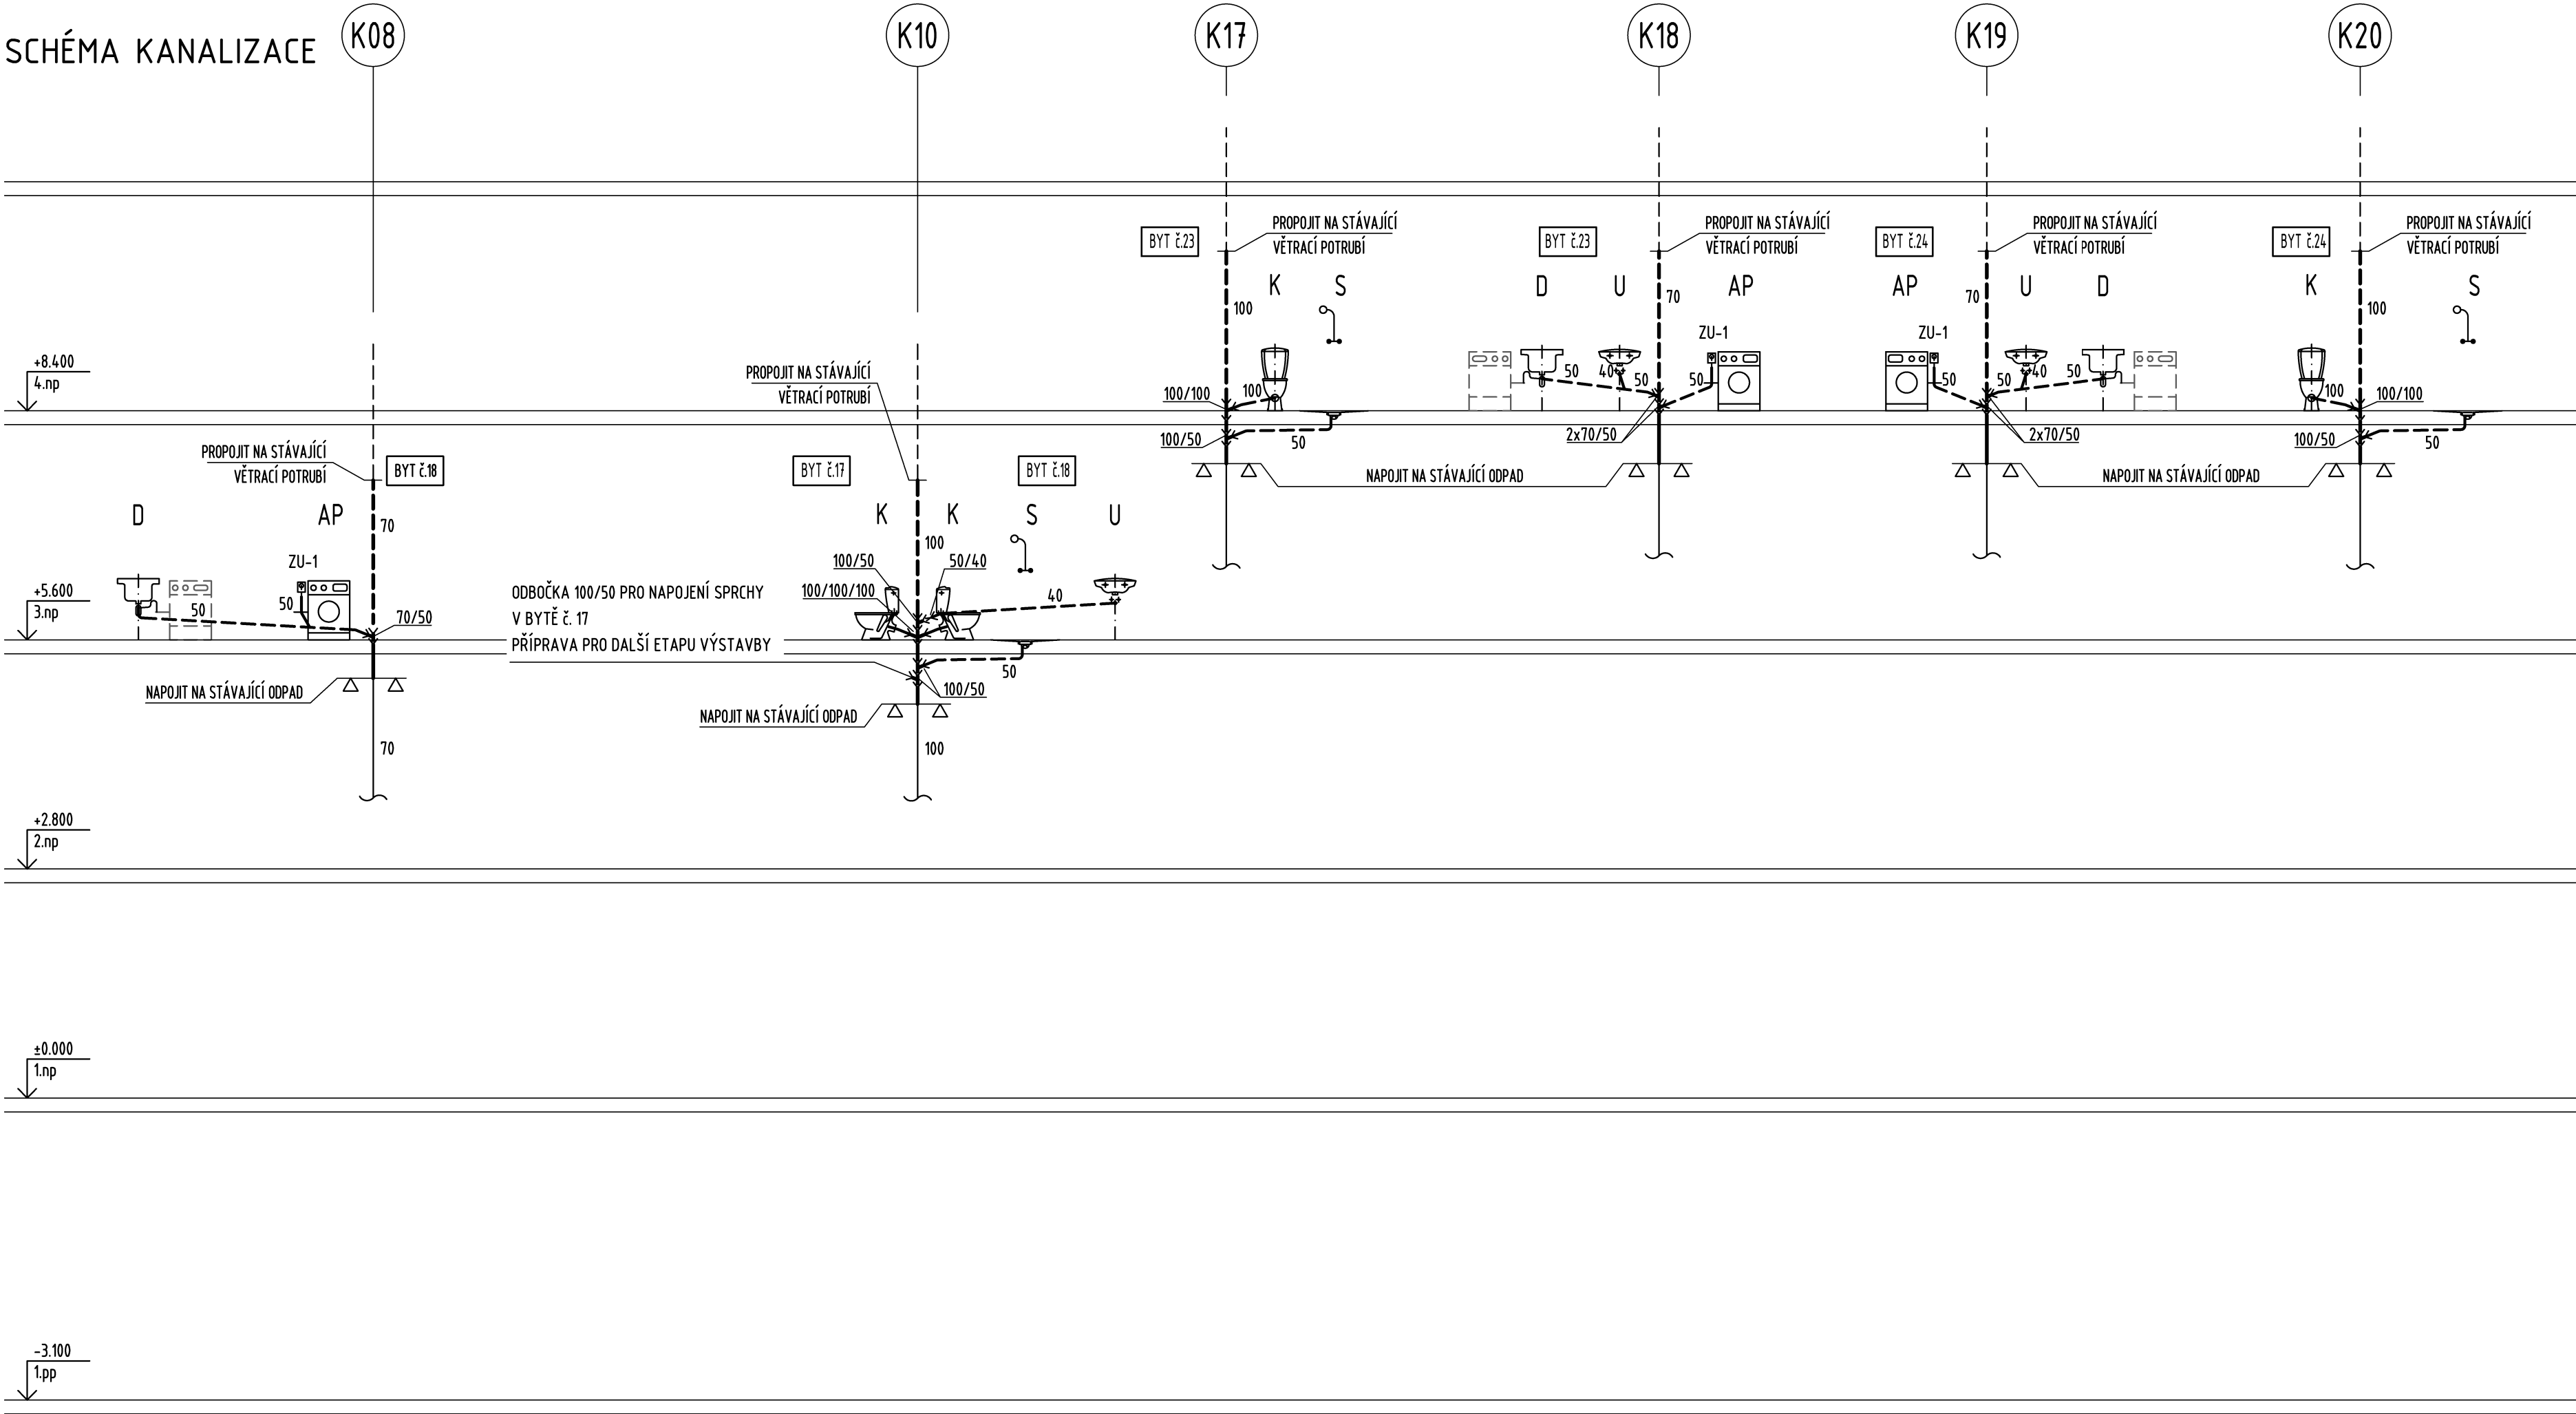 SCHÉMA KANALIZACE
K08
K10
K17
K18
K19
K20
BYT č.23
PROPOJIT NA STÁVAJÍCÍ
VĚTRACÍ POTRUBÍ
K
S
100
100
100/100
100/50
50
BYT č.23
PROPOJIT NA STÁVAJÍCÍ
VĚTRACÍ POTRUBÍ
D
U
70
AP
ZU-1
50
40
50
50
2x70/50
NAPOJIT NA STÁVAJÍCÍ ODPAD
BYT č.24
PROPOJIT NA STÁVAJÍCÍ
VĚTRACÍ POTRUBÍ
AP
70
U
D
ZU-1
50
50
40
50
2x70/50
NAPOJIT NA STÁVAJÍCÍ ODPAD
BYT č.24
PROPOJIT NA STÁVAJÍCÍ
VĚTRACÍ POTRUBÍ
K
100
S
100
100/100
100/50
50
+8.400
4.np
PROPOJIT NA STÁVAJÍCÍ
VĚTRACÍ POTRUBÍ
BYT č.18
D
AP
70
ZU-1
50
50
70/50
NAPOJIT NA STÁVAJÍCÍ ODPAD
70
PROPOJIT NA STÁVAJÍCÍ
VĚTRACÍ POTRUBÍ
BYT č.17
BYT č.18
K
K
S
U
100
100/50
50/40
100/100/100
40
ODBOČKA 100/50 PRO NAPOJENÍ SPRCHY
V BYTĚ č. 17
PŘÍPRAVA PRO DALŠÍ ETAPU VÝSTAVBY
50
100/50
NAPOJIT NA STÁVAJÍCÍ ODPAD
100
+5.600
3.np
+2.800
2.np
±0.000
1.np
-3.100
1.pp